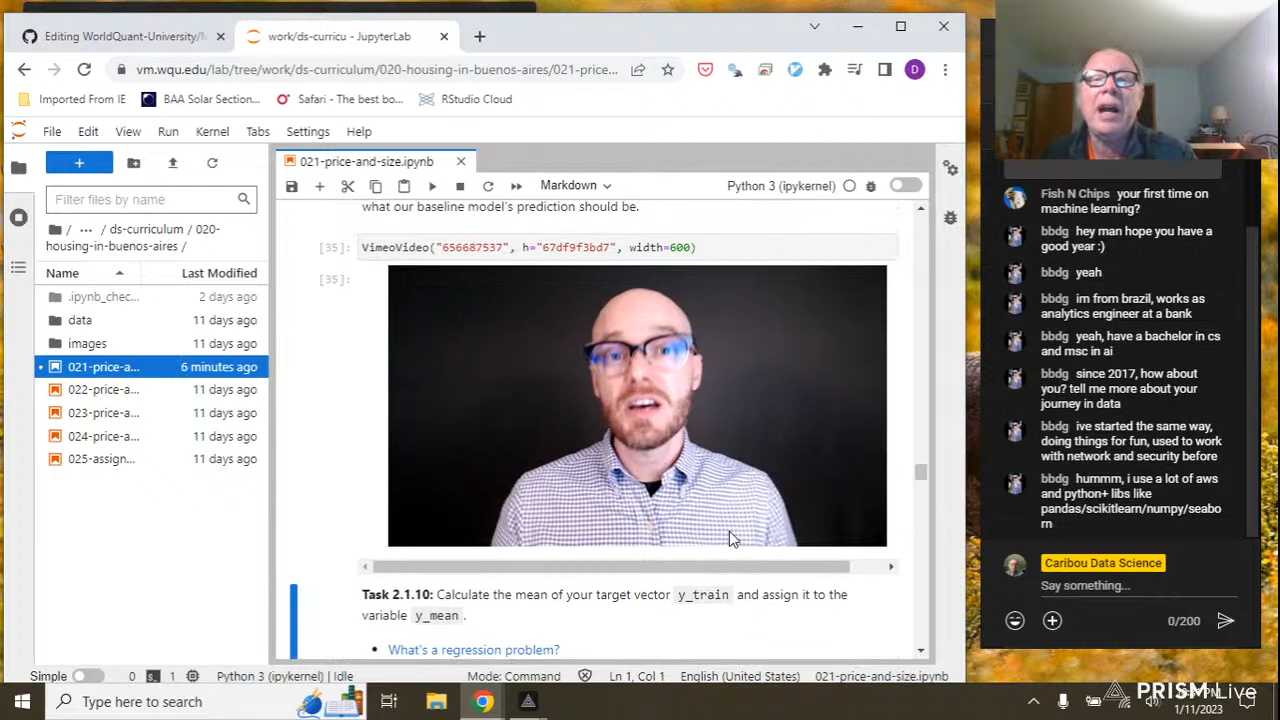 Editing WorldQuant-University/M
work/ds-curricu - JupyterLab
vm.wqu.edu/lab/tree/work/ds-curriculum/020-housing-in-buenos-aires/021-price...
D
Imported From IE
BAA Solar Section...
Safari - The best bo...
RStudio Cloud
File Edit View Run Kernel Tabs Settings Help
Filter files by name
/ ... / ds-curriculum / 020-
housing-in-buenos-aires /
Name Last Modified
.ipynb_chec... 2 days ago
data 11 days ago
images 11 days ago
021-price-a... 6 minutes ago
022-price-a... 11 days ago
023-price-a... 11 days ago
024-price-a... 11 days ago
025-assign... 11 days ago
021-price-and-size.ipynb
Markdown
Python 3 (ipykernel)
what our baseline model's prediction should be.
[35]: VimeoVideo("656687537", h="67df9f3bd7", width=600)
[35]:
Task 2.1.10: Calculate the mean of your target vector y_train and assign it to the
variable y_mean.
What's a regression problem?
Simple 0 $_ 1 Python 3 (ipykernel) | Idle Mode: Command Ln 1, Col 1 English (United States) 021-price-and-size.ipynb
Fish N Chips your first time on
machine learning?
bbdg hey man hope you have a
good year :)
bbdg yeah
bbdg im from brazil, works as
analytics engineer at a bank
bbdg yeah, have a bachelor in cs
and msc in ai
bbdg since 2017, how about
you? tell me more about your
journey in data
bbdg ive started the same way,
doing things for fun, used to work
with network and security before
bbdg hummm, i use a lot of aws
and python+ libs like
pandas/scikitlearn/numpy/seabo
rn
Caribou Data Science
Say something...
0/200
Type here to search
PRISM Live
1/11/2023